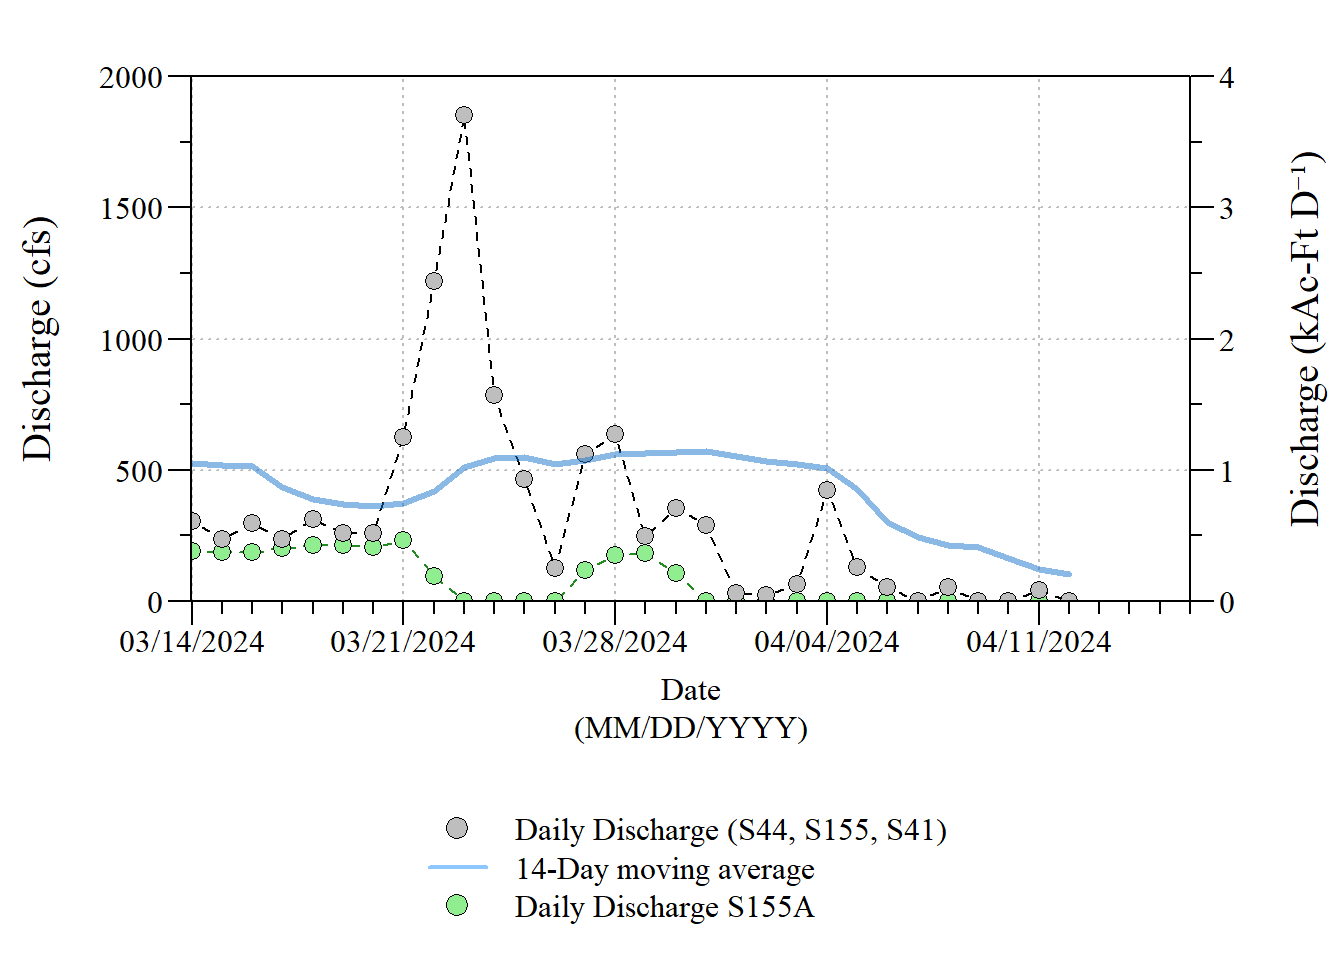 2000
1500
1000
500
0
Discharge (cfs)
4
3
2
1
0
Discharge (kAc-Ft D⁻¹)
03/14/2024 03/21/2024 03/28/2024 04/04/2024 04/11/2024
Date
(MM/DD/YYYY)
Daily Discharge (S44, S155, S41)
14-Day moving average
Daily Discharge S155A